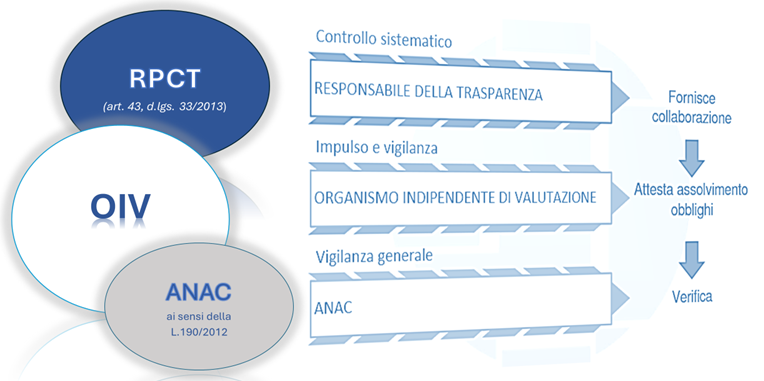 RPCT
(art. 43, d.lgs. 33/2013)
OIV
ANAC
ai sensi della
L.190/2012
Controllo sistematico
RESPONSABILE DELLA TRASPARENZA
Impulso e vigilanza
ORGANISMO INDIPENDENTE DI VALUTAZIONE
Vigilanza generale
ANAC
Fornisce
collaborazione
Attesta assolvimento
obblighi
Verifica